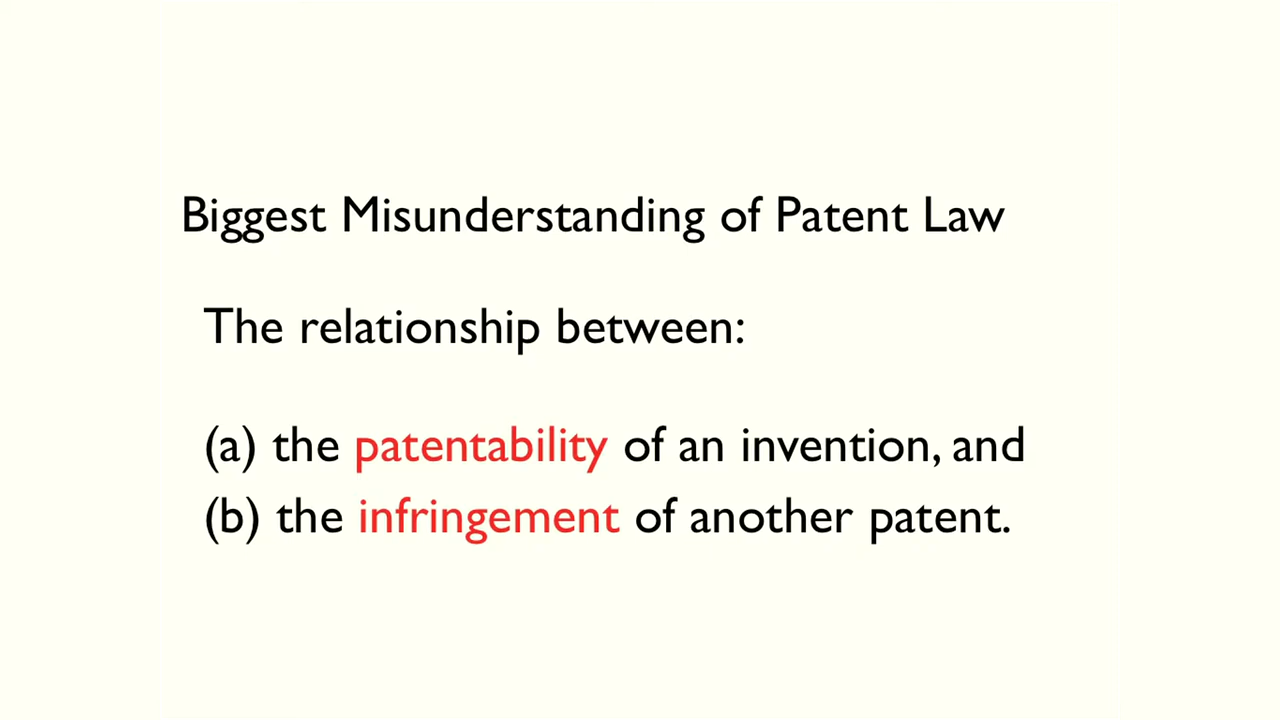 Biggest Misunderstanding of Patent Law
The relationship between:
(a) the patentability of an invention, and
(b) the infringement of another patent.